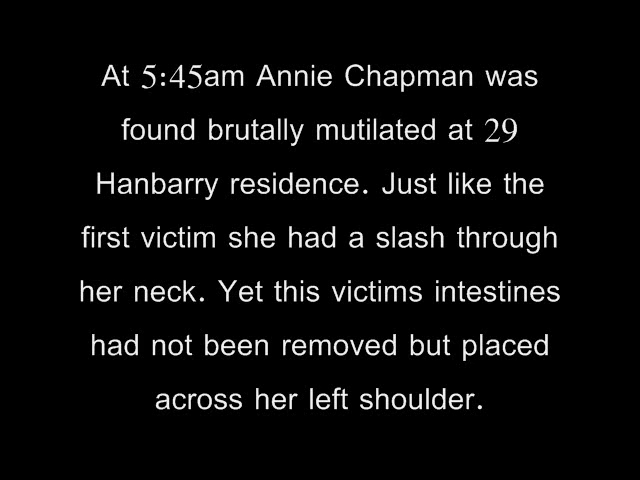 At 5:45am Annie Chapman was
found brutally mutilated at 29
Hanbarry residence. Just like the
first victim she had a slash through
her neck. Yet this victims intestines
had not been removed but placed
across her left shoulder.